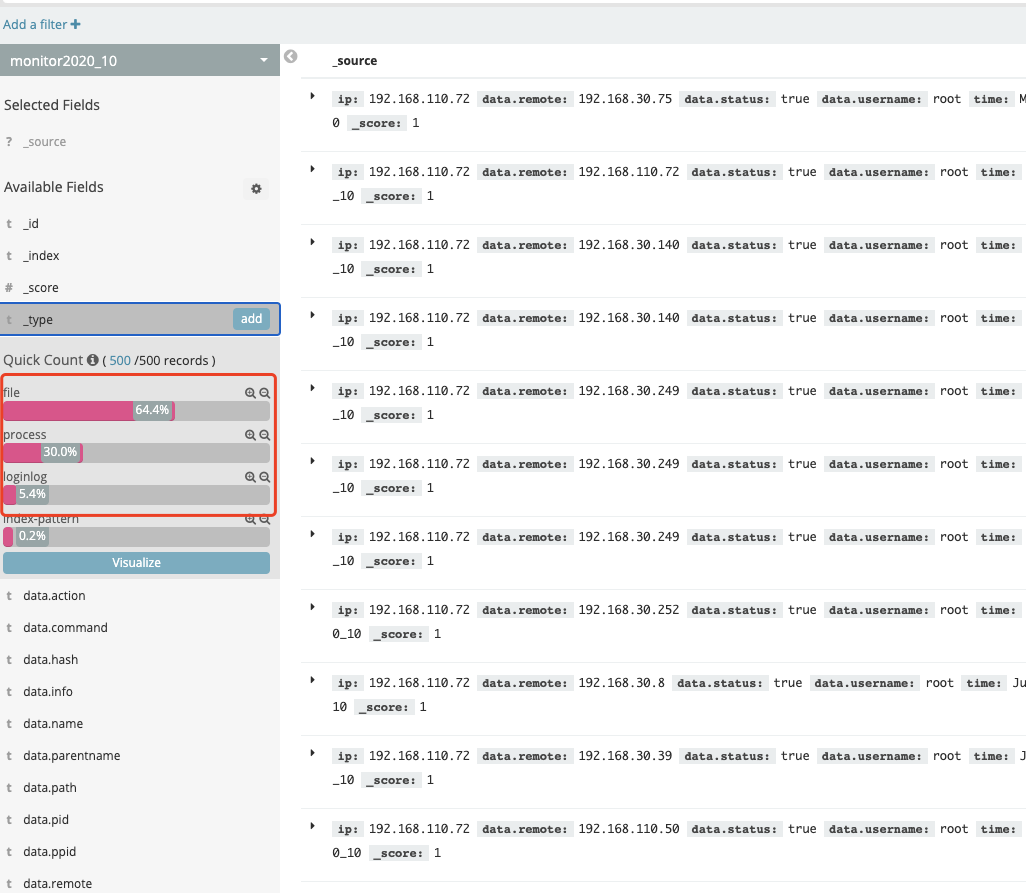 Add a filter +
monitor2020_10
Selected Fields
? _source
Available Fields
t _id
t _index
# _score
t _type add
Quick Count ( 500 /500 records )
file
64.4%
process
30.0%
loginlog
5.4%
index-pattern
0.2%
Visualize
t data.action
t data.command
t data.hash
t data.info
t data.name
t data.parentname
t data.path
t data.pid
t data.ppid
t data.remote
_source
ip: 192.168.110.72 data.remote: 192.168.30.75 data.status: true data.username: root time: M
0 _score: 1
ip: 192.168.110.72 data.remote: 192.168.110.72 data.status: true data.username: root time:
_10 _score: 1
ip: 192.168.110.72 data.remote: 192.168.30.140 data.status: true data.username: root time:
_10 _score: 1
ip: 192.168.110.72 data.remote: 192.168.30.140 data.status: true data.username: root time:
_10 _score: 1
ip: 192.168.110.72 data.remote: 192.168.30.249 data.status: true data.username: root time:
_10 _score: 1
ip: 192.168.110.72 data.remote: 192.168.30.249 data.status: true data.username: root time:
_10 _score: 1
ip: 192.168.110.72 data.remote: 192.168.30.249 data.status: true data.username: root time:
_10 _score: 1
ip: 192.168.110.72 data.remote: 192.168.30.252 data.status: true data.username: root time:
0_10 _score: 1
ip: 192.168.110.72 data.remote: 192.168.30.8 data.status: true data.username: root time: Ju
10 _score: 1
ip: 192.168.110.72 data.remote: 192.168.30.39 data.status: true data.username: root time: J
_10 _score: 1
ip: 192.168.110.72 data.remote: 192.168.110.50 data.status: true data.username: root time:
0_10 _score: 1